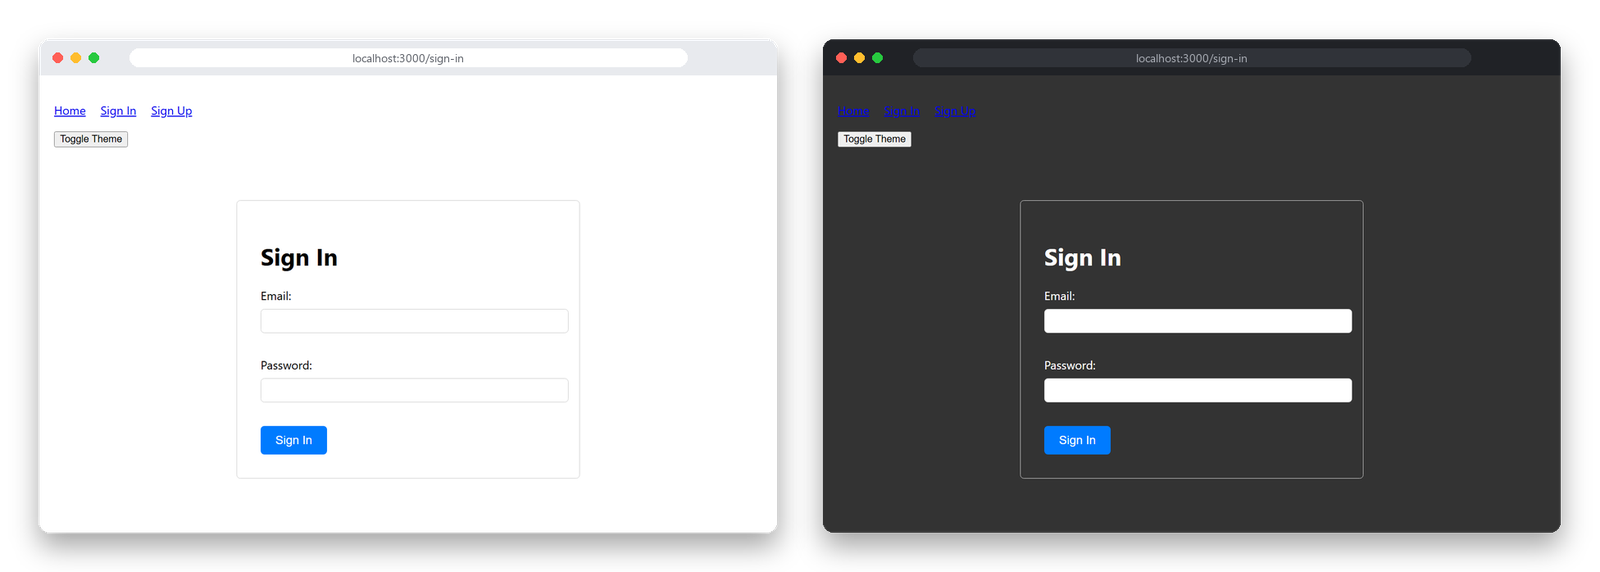 localhost:3000/sign-in
Home Sign In Sign Up
Toggle Theme
Sign In
Email:
Password:
Sign In
localhost:3000/sign-in
Home Sign In Sign Up
Toggle Theme
Sign In
Email:
Password:
Sign In